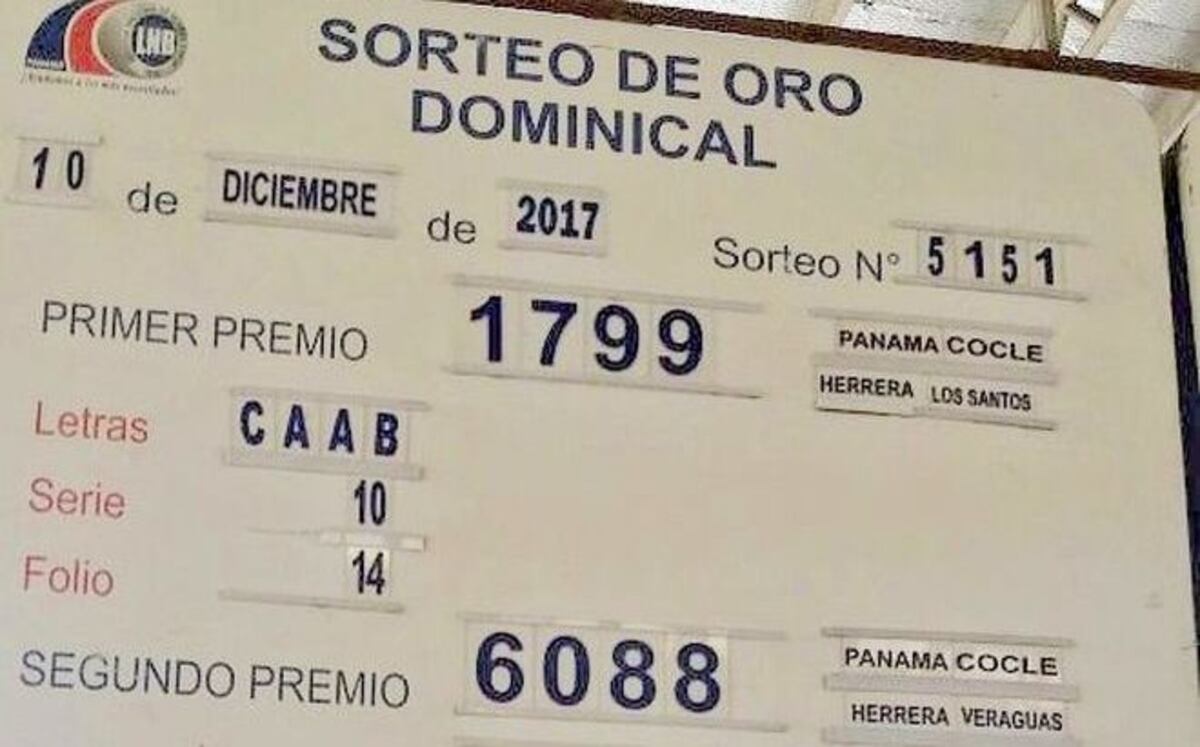 LNB
SORTEO DE ORO
DOMINICAL
10 de DICIEMBRE de 2017 Sorteo N° 5151
PRIMER PREMIO 1799 PANAMA COCLE
HERRERA LOS SANTOS
Letras CAAB
Serie 10
Folio 14
SEGUNDO PREMIO 6088 PANAMA COCLE
HERRERA VERAGUAS